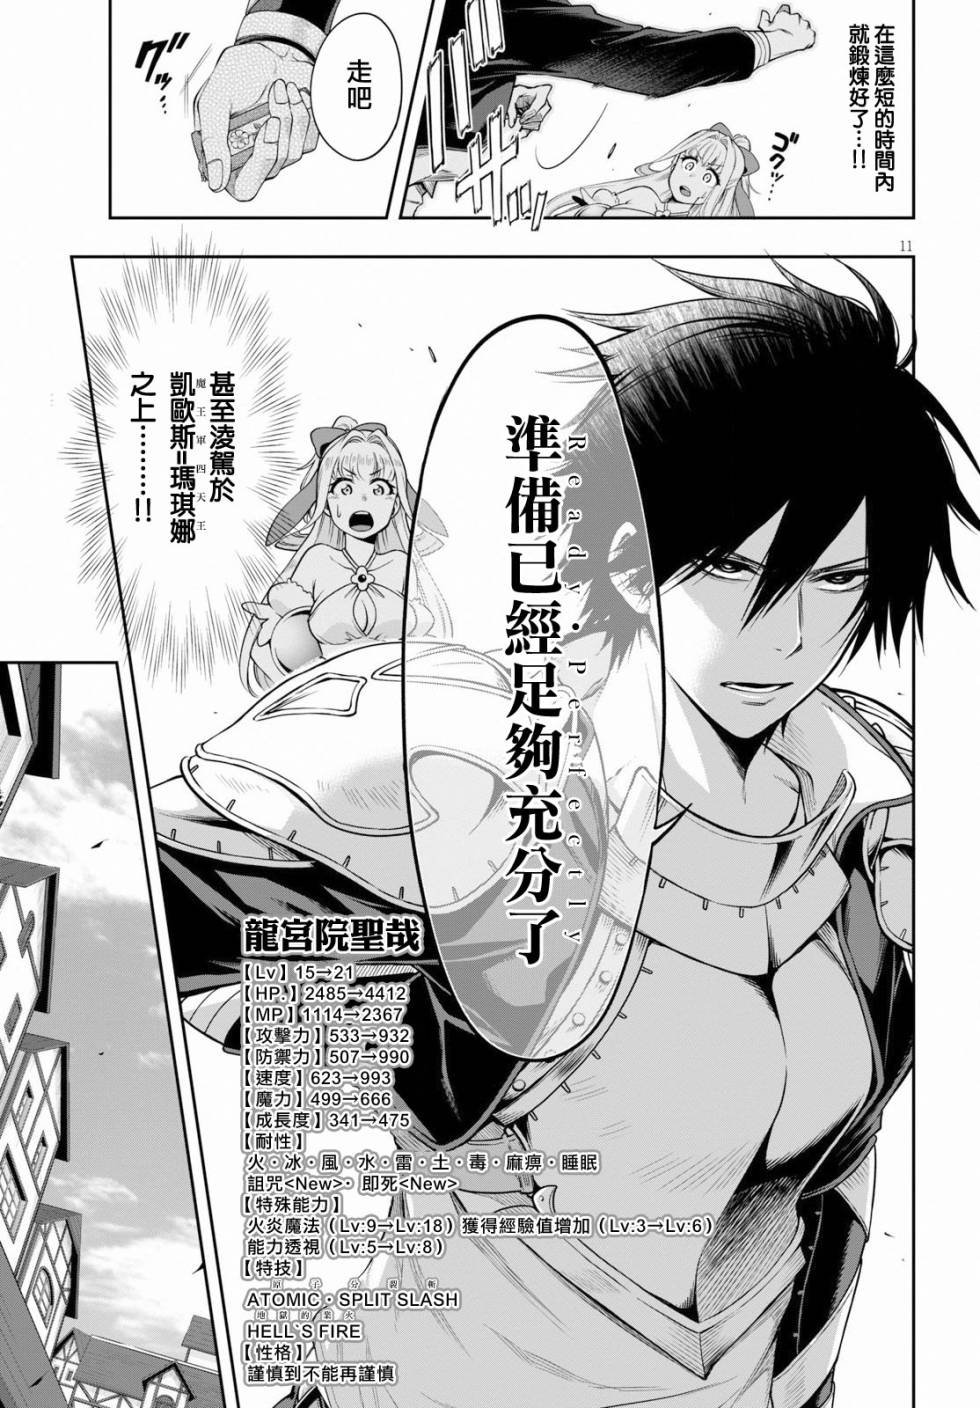 在這麼短的時間內
就鍛煉好了…!!
ゴクッ…
ザザザッ
走吧
グッ
11
準備已經足夠充分了
Ready・Perfectly
甚至淩駕於
魔王軍四天王
凱歐斯=瑪琪娜
之上………!!
龍宮院聖哉
【Lv】15→21
【HP.】2485→4412
【MP】1114→2367
【攻擊力】533→932
【防禦力】507→990
【速度】623→993
【魔力】499→666
【成長度】341→475
【耐性】
火・冰・風・水・雷・土・毒・麻痹・睡眠
詛咒<New>・即死<New>
【特殊能力】
火炎魔法（Lv:9→Lv:18）獲得經驗值增加（Lv:3→Lv:6）
能力透視（Lv:5→Lv:8）
【特技】
原子分裂斬
ATOMIC・SPLIT SLASH
地獄的業火
HELL`S FIRE
【性格】
謹慎到不能再謹慎